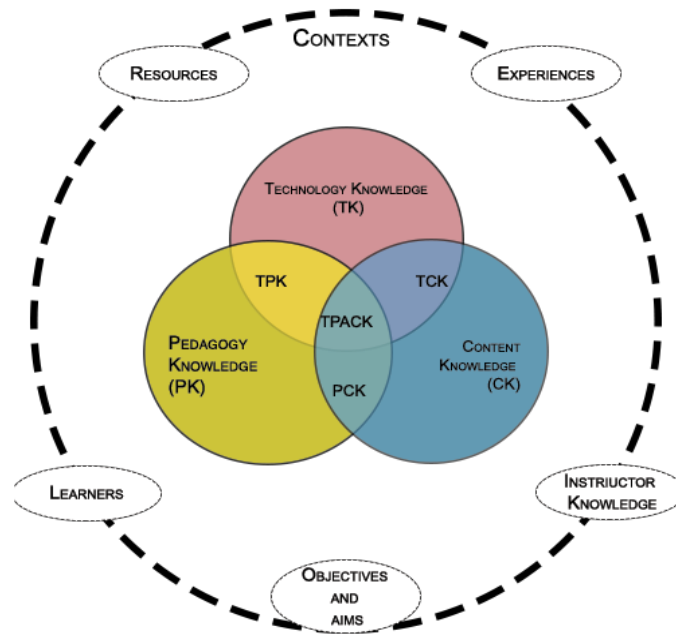 CONTEXTS
RESOURCES
EXPERIENCES
TECHNOLOGY KNOWLEDGE
(TK)
TPK
TCK
TPACK
PEDAGOGY
KNOWLEDGE
(PK)
CONTENT
KNOWLEDGE
(CK)
PCK
LEARNERS
INSTRIUCTOR
KNOWLEDGE
OBJECTIVES
AND
AIMS